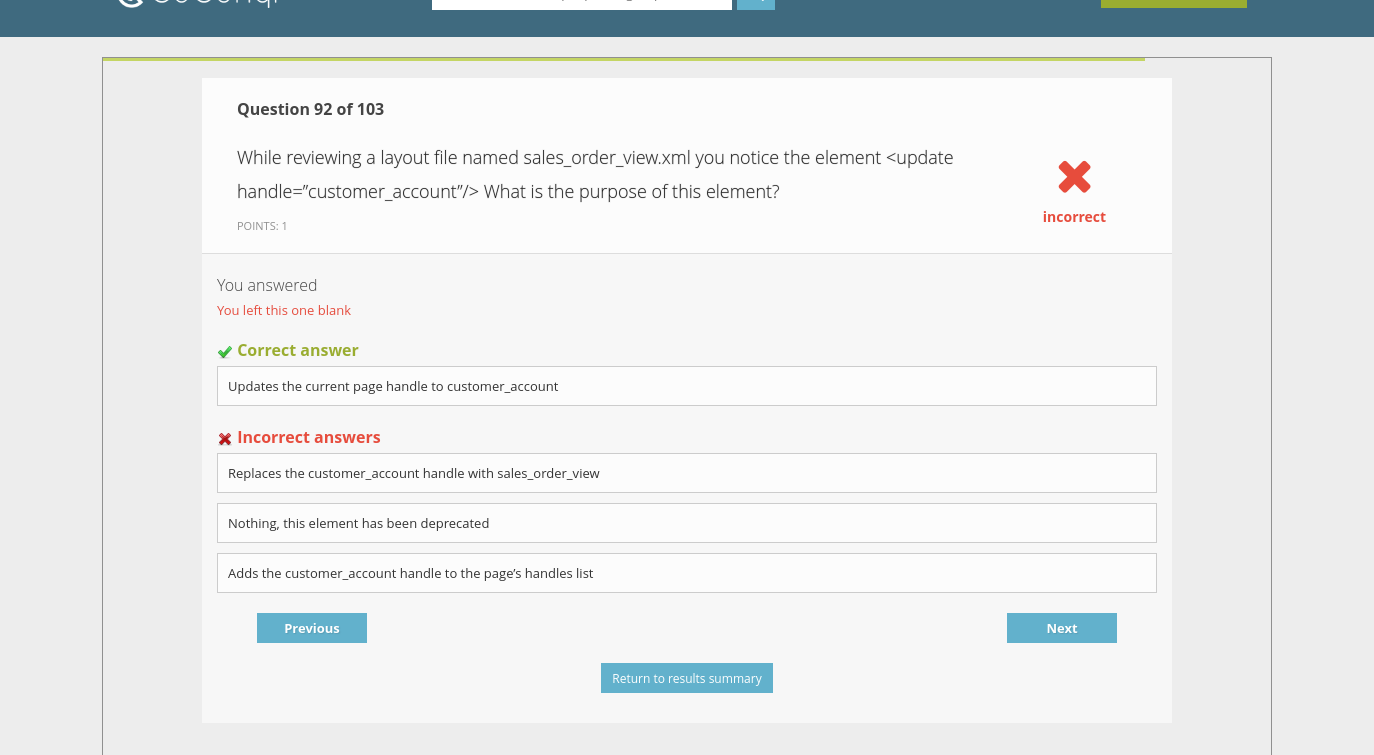 Question 92 of 103
While reviewing a layout file named sales_order_view.xml you notice the element <update
handle=”customer_account”/> What is the purpose of this element?
incorrect
POINTS: 1
You answered
You left this one blank
Correct answer
Updates the current page handle to customer_account
Incorrect answers
Replaces the customer_account handle with sales_order_view
Nothing, this element has been deprecated
Adds the customer_account handle to the page’s handles list
Previous
Next
Return to results summary